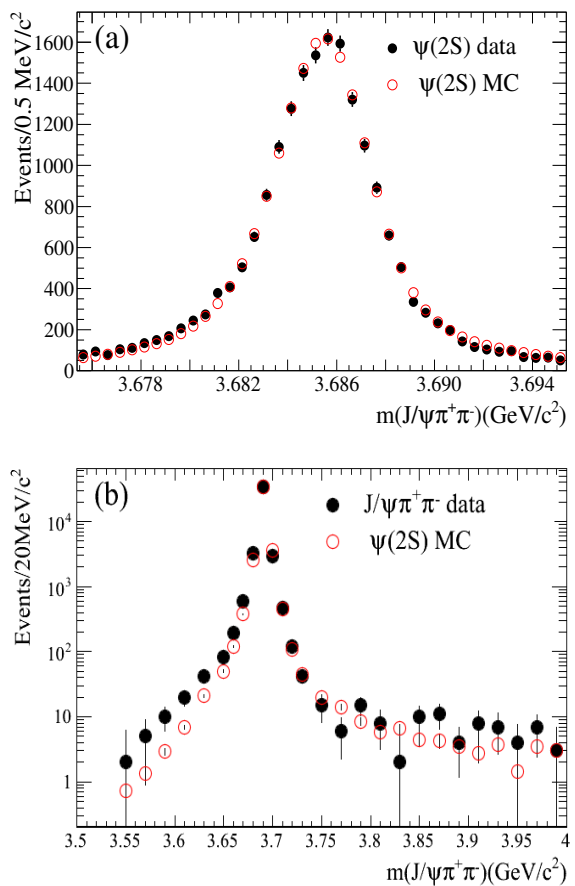 (a)
ψ(2S) data
ψ(2S) MC
Events/0.5 MeV/c²
1600
1400
1200
1000
800
600
400
200
0
3.678 3.682 3.686 3.690 3.694
m(J/ψπ⁺π⁻)(GeV/c²)
(b)
J/ψπ⁺π⁻ data
ψ(2S) MC
Events/20MeV/c²
10⁴
10³
10²
10
1
3.5 3.55 3.6 3.65 3.7 3.75 3.8 3.85 3.9 3.95 4
m(J/ψπ⁺π⁻)(GeV/c²)